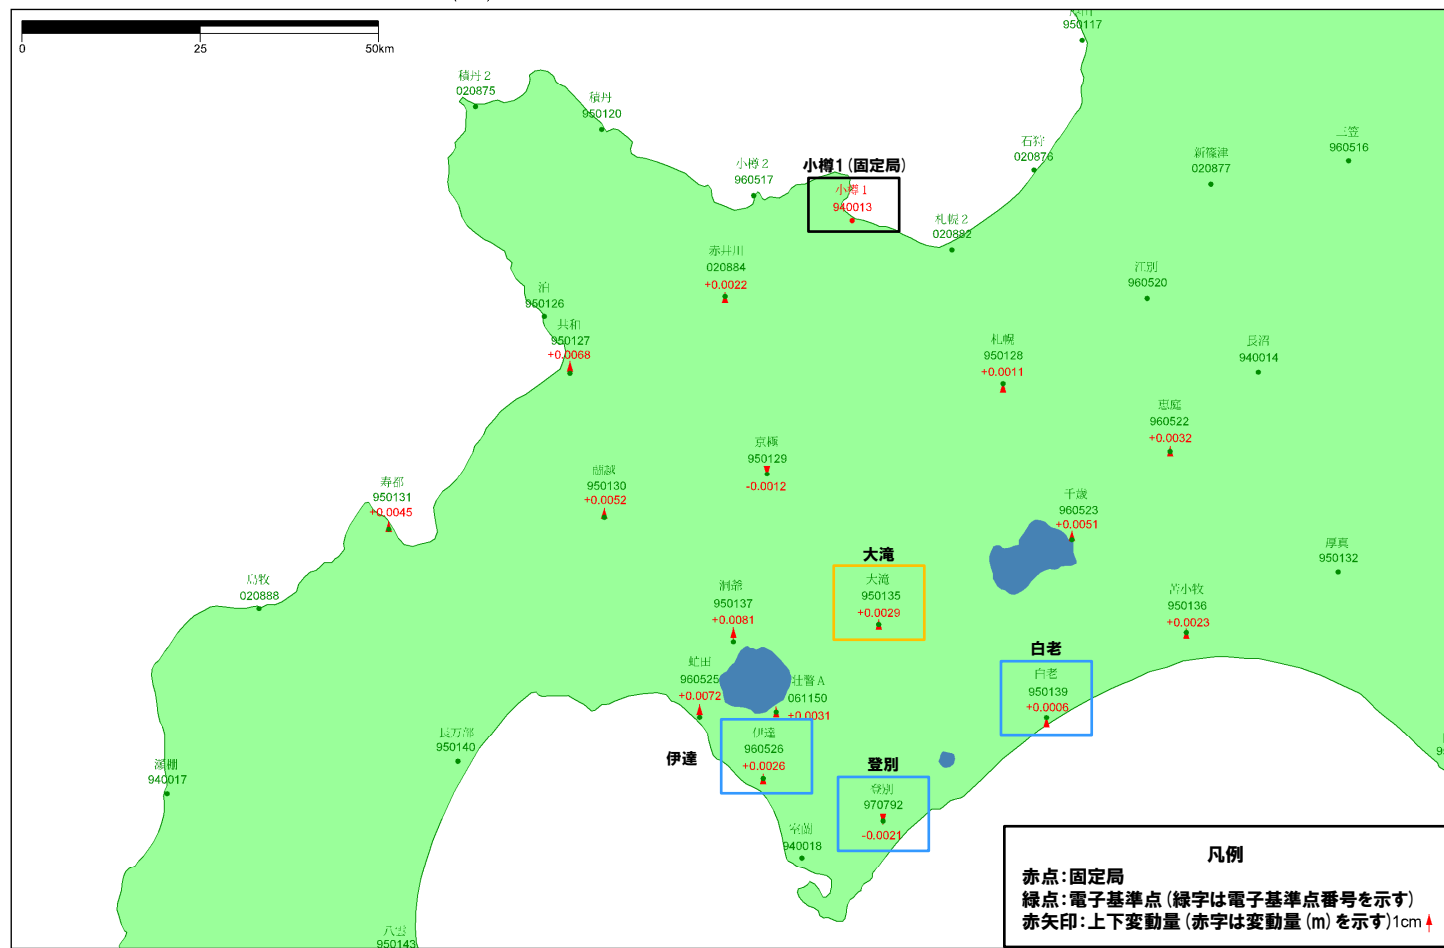 0
25
50km
950117
積丹２
020875
積丹
950120
小樽２
960517
小樽1 (固定局)
小樽１
940013
石狩
020876
新篠津
020877
三笠
960516
札幌２
020882
赤井川
020884
+0.0022
江別
960520
泊
950126
共和
950127
+0.0068
札幌
950128
+0.0011
長沼
940014
恵庭
960522
+0.0032
京極
950129
-0.0012
蘭越
950130
+0.0052
寿都
950131
+0.0045
千歳
960523
+0.0051
厚真
950132
大滝
大滝
950135
+0.0029
島牧
020888
洞爺
950137
+0.0081
苫小牧
950136
+0.0023
白老
白老
950139
+0.0006
虻田
960525
+0.0072
壮瞥Ａ
061150
+0.0031
伊達
伊達
960526
+0.0026
長万部
950140
瀬棚
940017
登別
登別
970792
-0.0021
室蘭
940018
八雲
950143
凡例
赤点：固定局
緑点：電子基準点 (緑字は電子基準点番号を示す)
赤矢印：上下変動量 (赤字は変動量 (m) を示す) 1cm